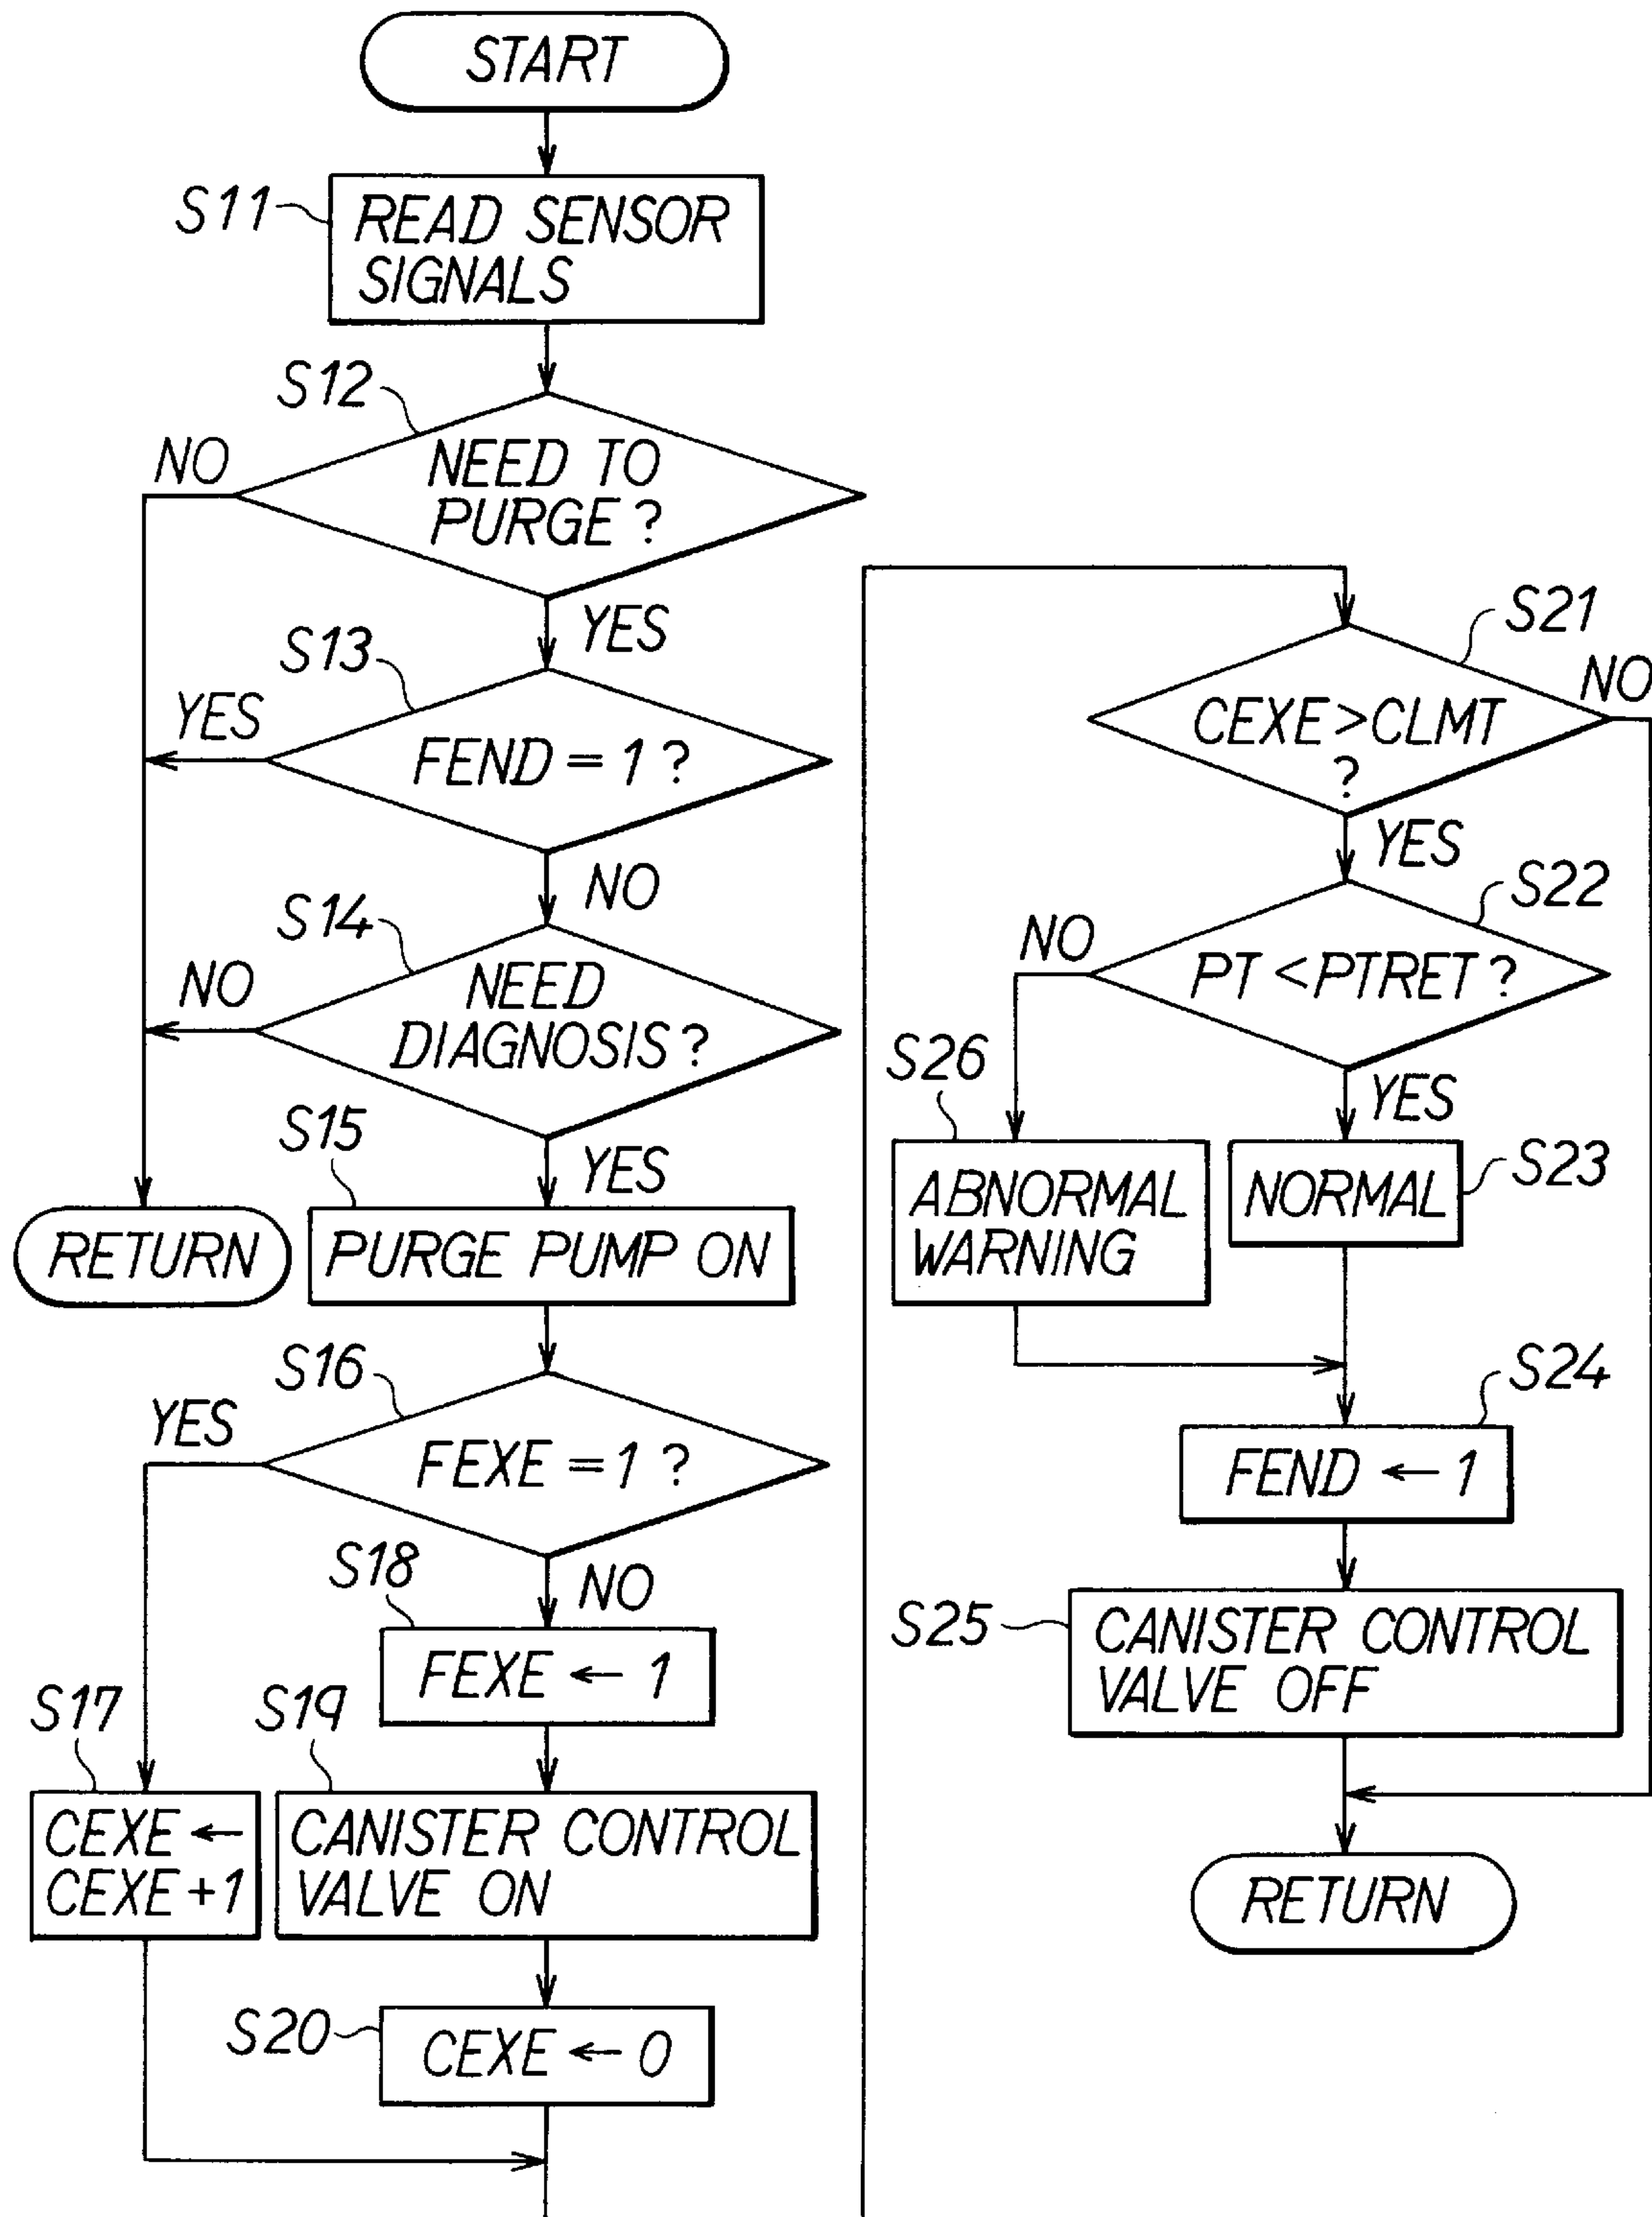 START
S11
READ SENSOR
SIGNALS
S12
NO
NEED TO
PURGE ?
YES
S13
YES
FEND = 1 ?
NO
S14
NO
NEED
DIAGNOSIS ?
YES
S15
RETURN
PURGE PUMP ON
S16
YES
FEXE = 1 ?
NO
S18
FEXE ← 1
S17
S19
CEXE ←
CEXE + 1
CANISTER CONTROL
VALVE ON
S20
CEXE ← 0
S21
NO
CEXE > CLMT
?
YES
S22
NO
PT < PTRET ?
YES
S26
ABNORMAL
WARNING
NORMAL
S23
S24
FEND ← 1
S25
CANISTER CONTROL
VALVE OFF
RETURN